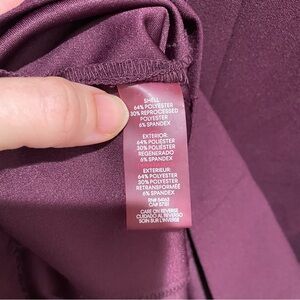 SHELL
64% POLYESTER
30% REPROCESSED
POLYESTER
6% SPANDEX
EXTERIOR:
64% POLIÉSTER
30% POLIÉSTER
REGENERADO
6% SPANDEX
EXTÉRIEUR:
64% POLYESTER
30% POLYESTER
RETRANSFORMÉE
6% SPANDEX
CARE ON REVERSE
CUIDADO AL REVERSO
SOIN SUR L'INVERSE